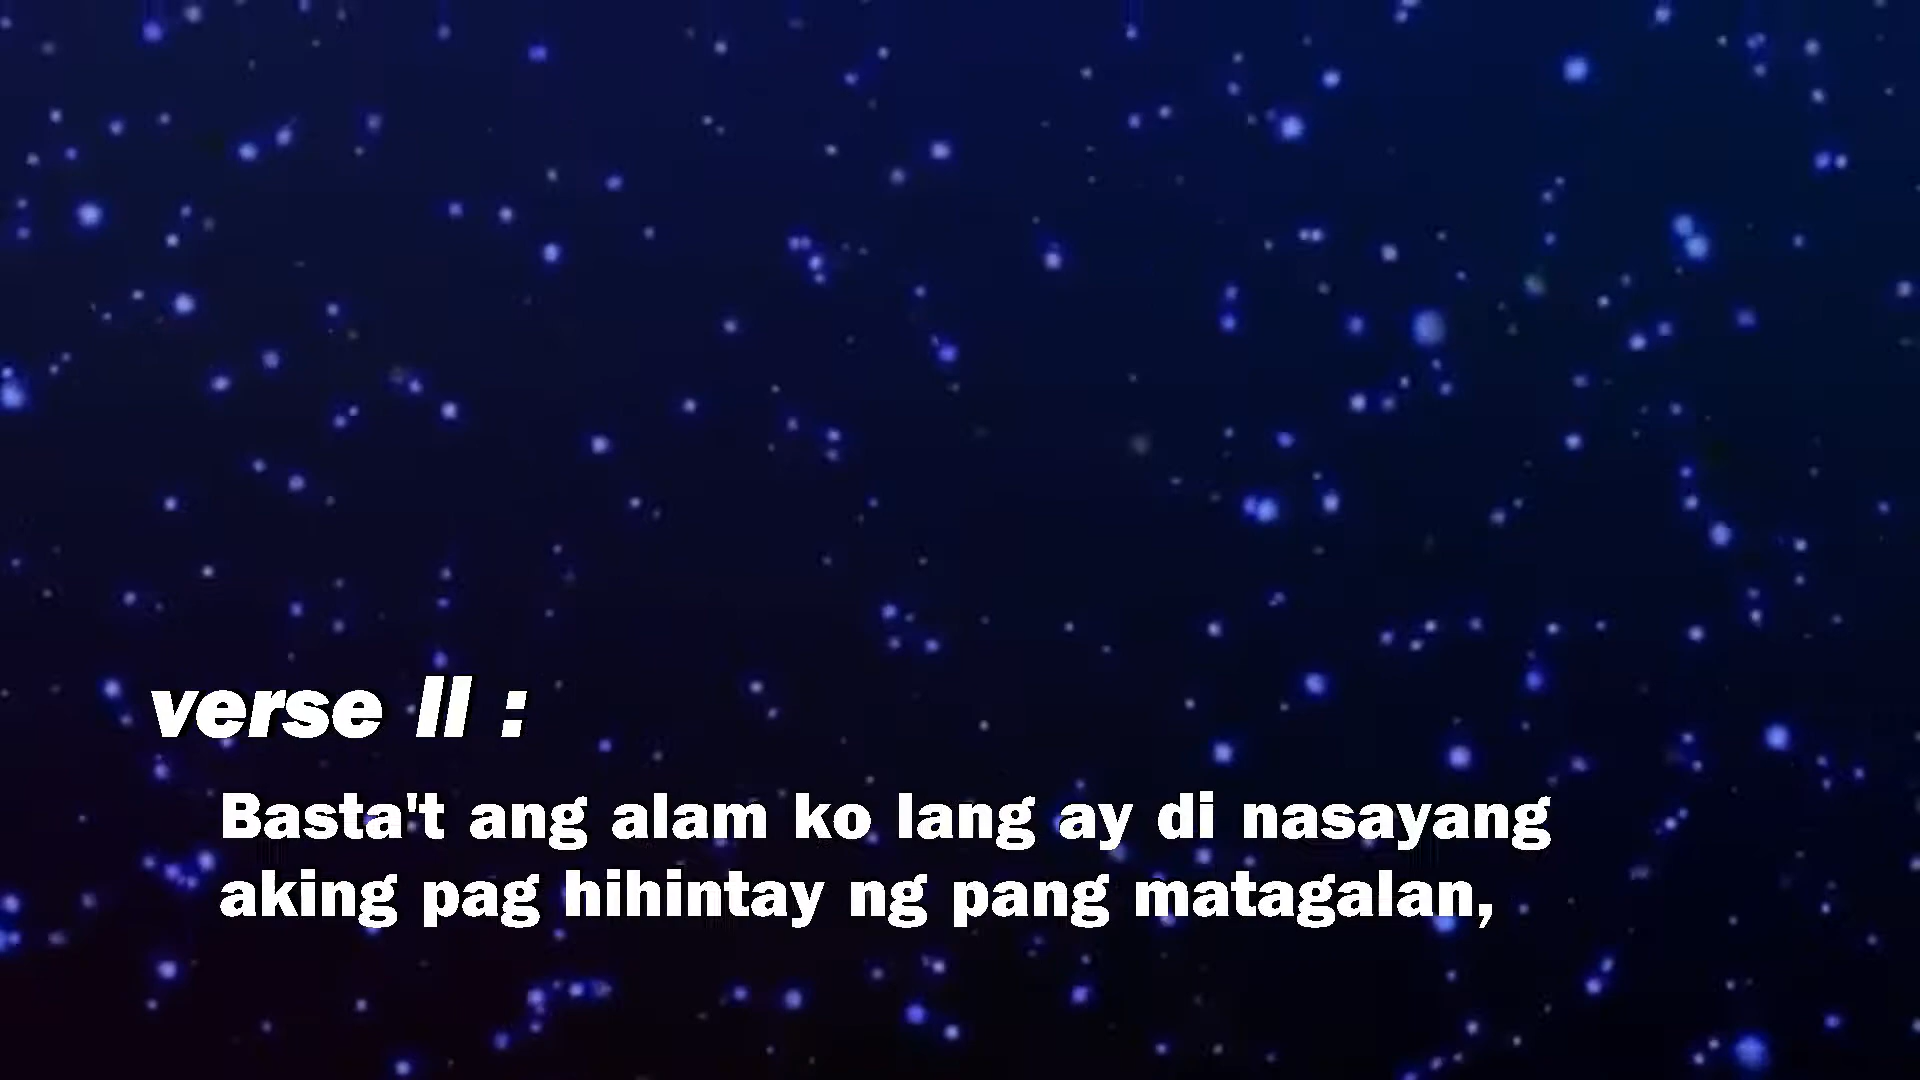 verse II :
Basta't ang alam ko lang ay di nasayang
aking pag hihintay ng pang matagalan,